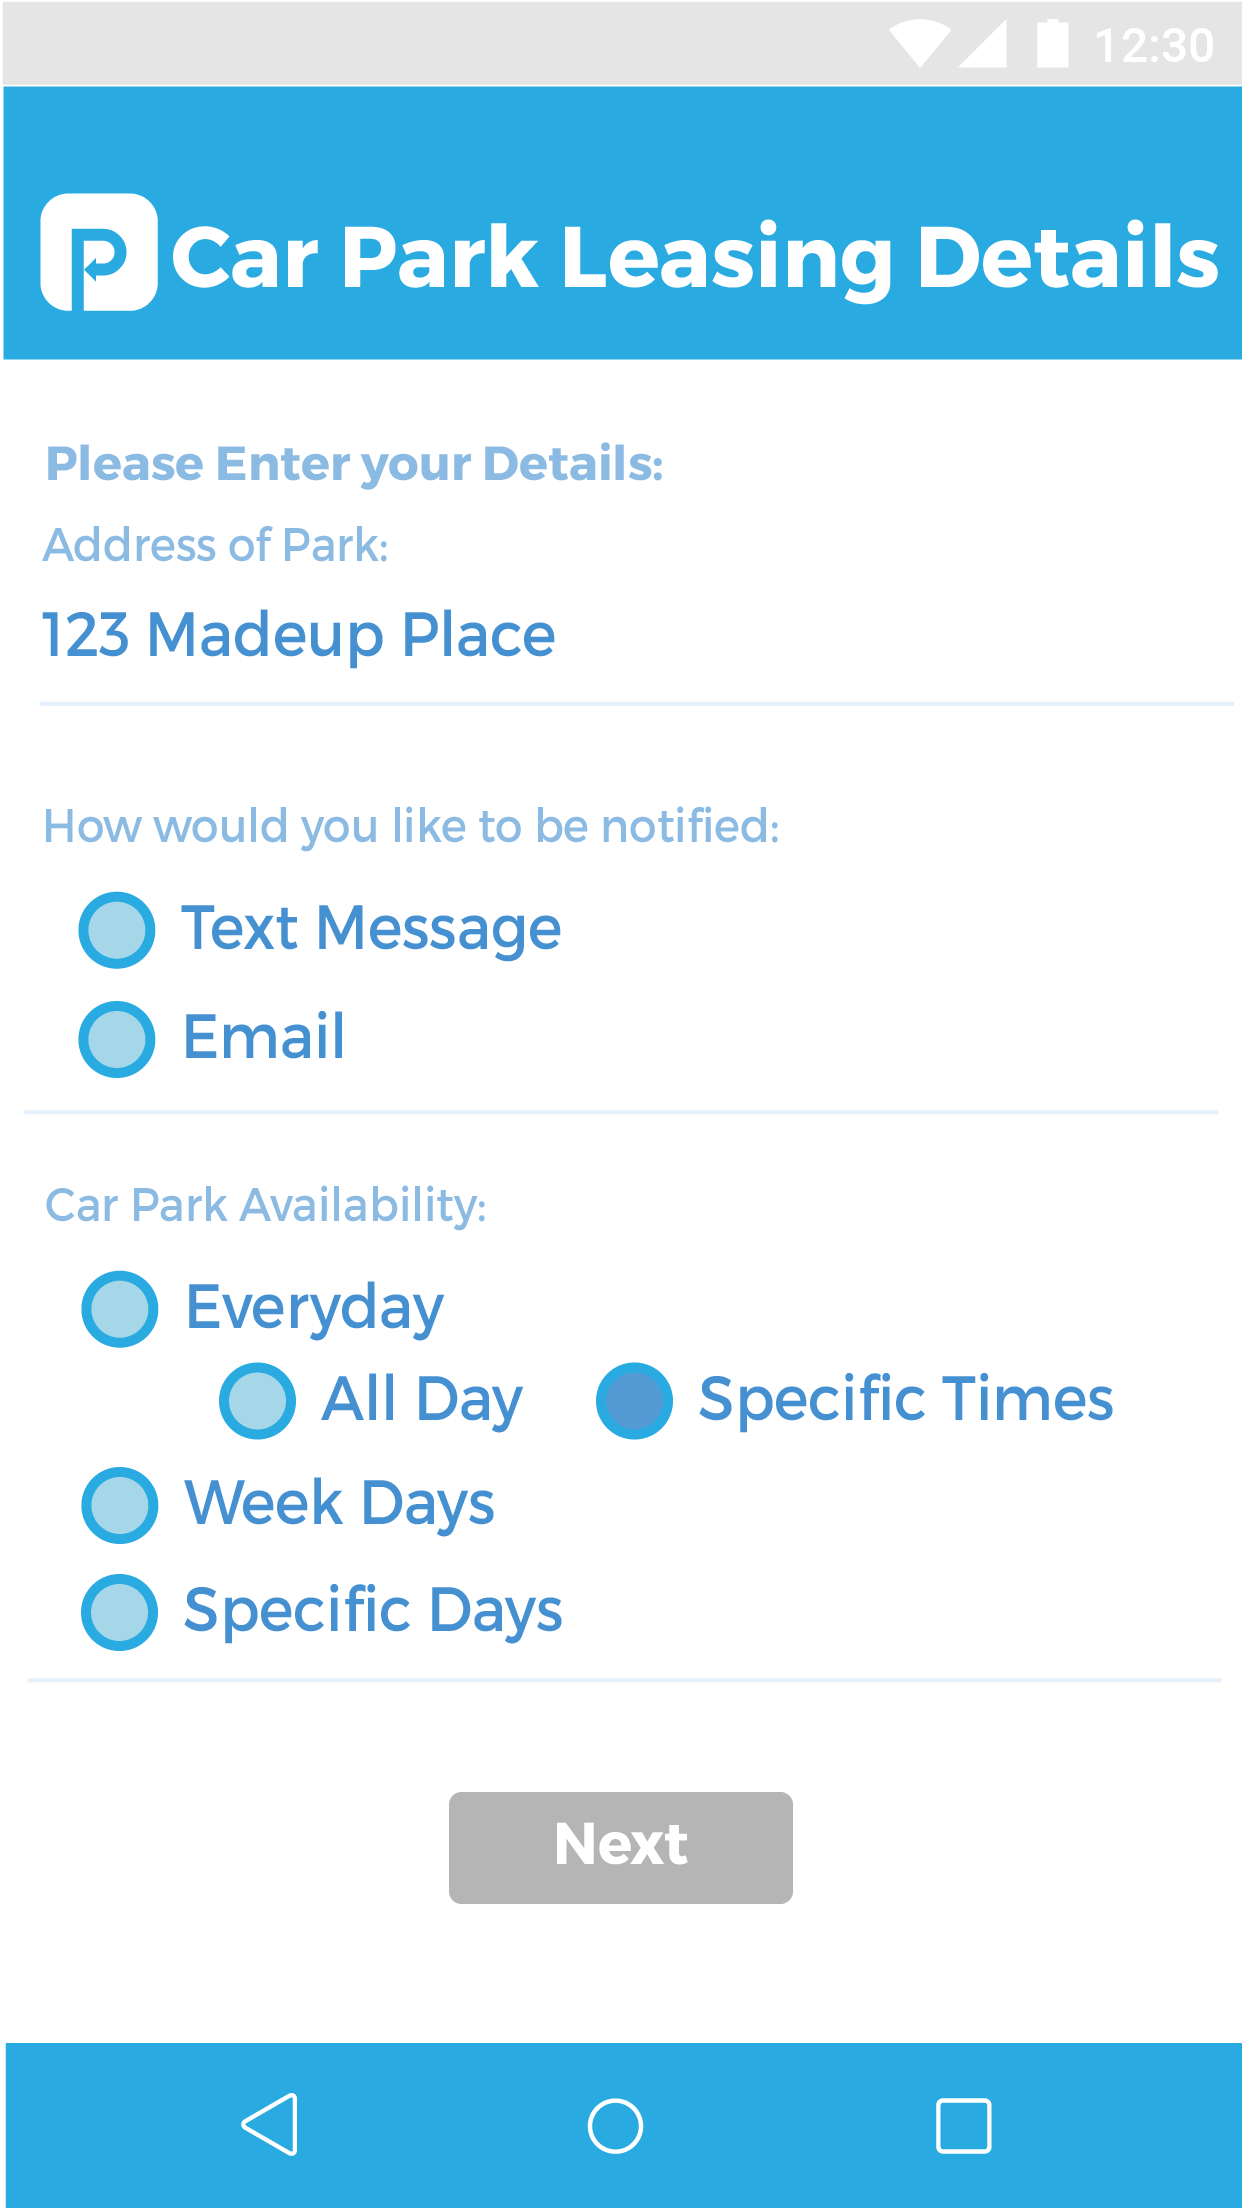 12:30
P Car Park Leasing Details
Please Enter your Details:
Address of Park:
123 Madeup Place
How would you like to be notified:
Text Message
Email
Car Park Availability:
Everyday
All Day Specific Times
Week Days
Specific Days
Next